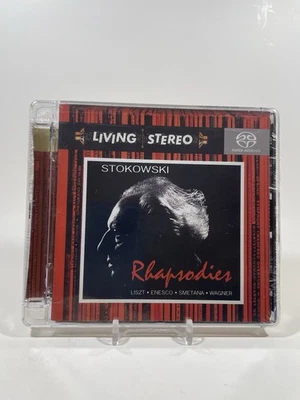 LIVING STEREO
STOKOWSKI
Rhapsodies
LISZT • ENESCO • SMETANA • WAGNER